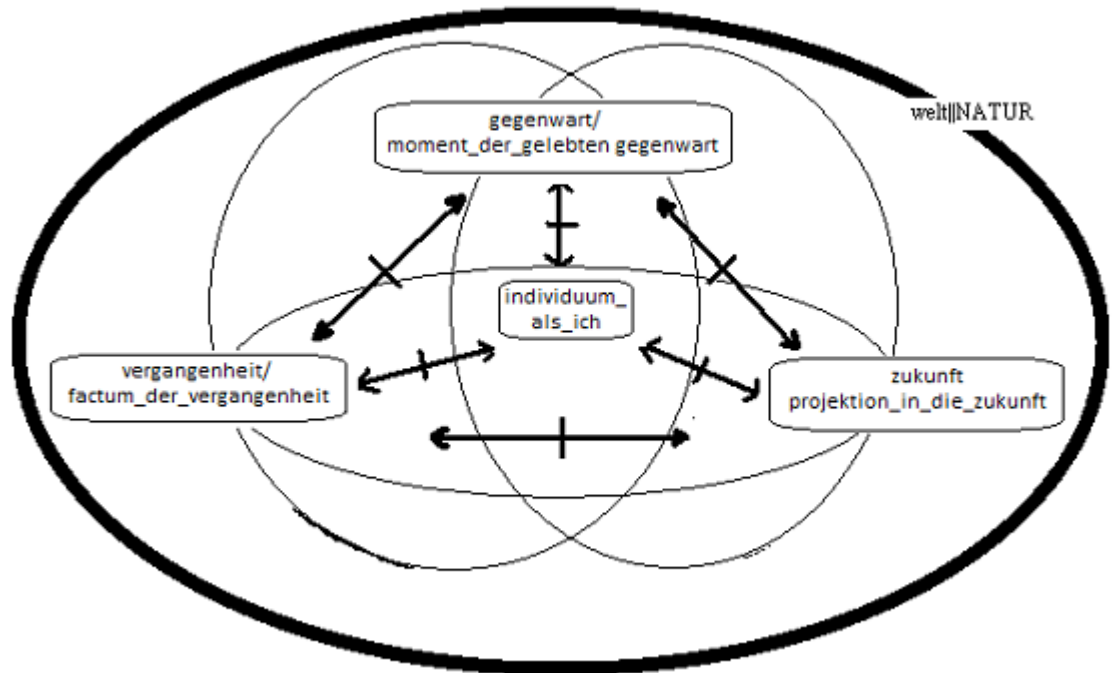 welt||NATUR
gegenwart/
moment_der_gelebten gegenwart
individuum_
als_ich
vergangenheit/
factum_der_vergangenheit
zukunft
projektion_in_die_zukunft